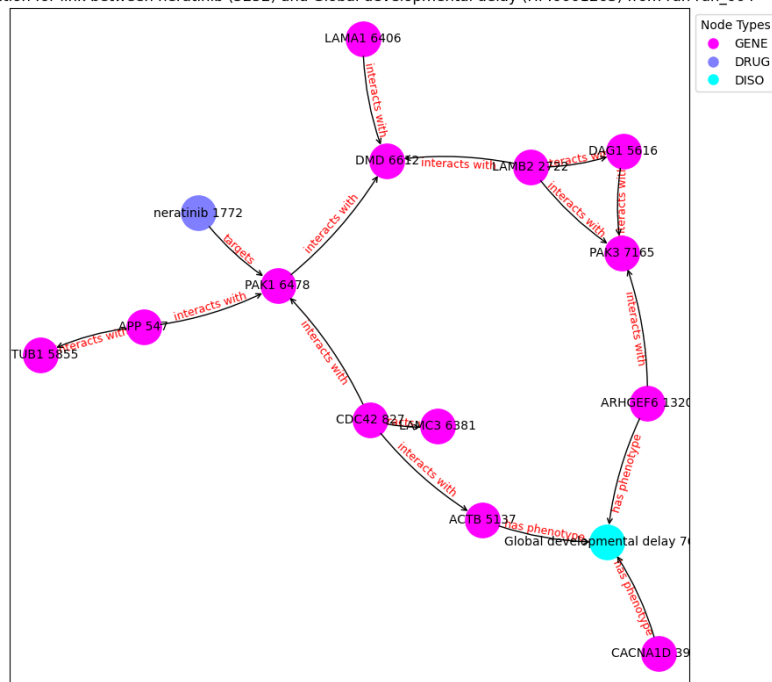 Node Types
GENE
DRUG
DISO
LAMA1 6406
interacts with
DMD 6612
interacts with
LAMB2 2722
DAG1 5616
interacts with
PAK3 7165
neratinib 1772
targets
interacts with
PAK1 6478
interacts with
APP 547
TUB1 5855
interacts with
CDC42 827
LAMC3 6381
interacts with
interacts with
ARHGEF6 1320
has phenotype
ACTB 5137
has phenotype
Global developmental delay
has phenotype
CACNA1D 39